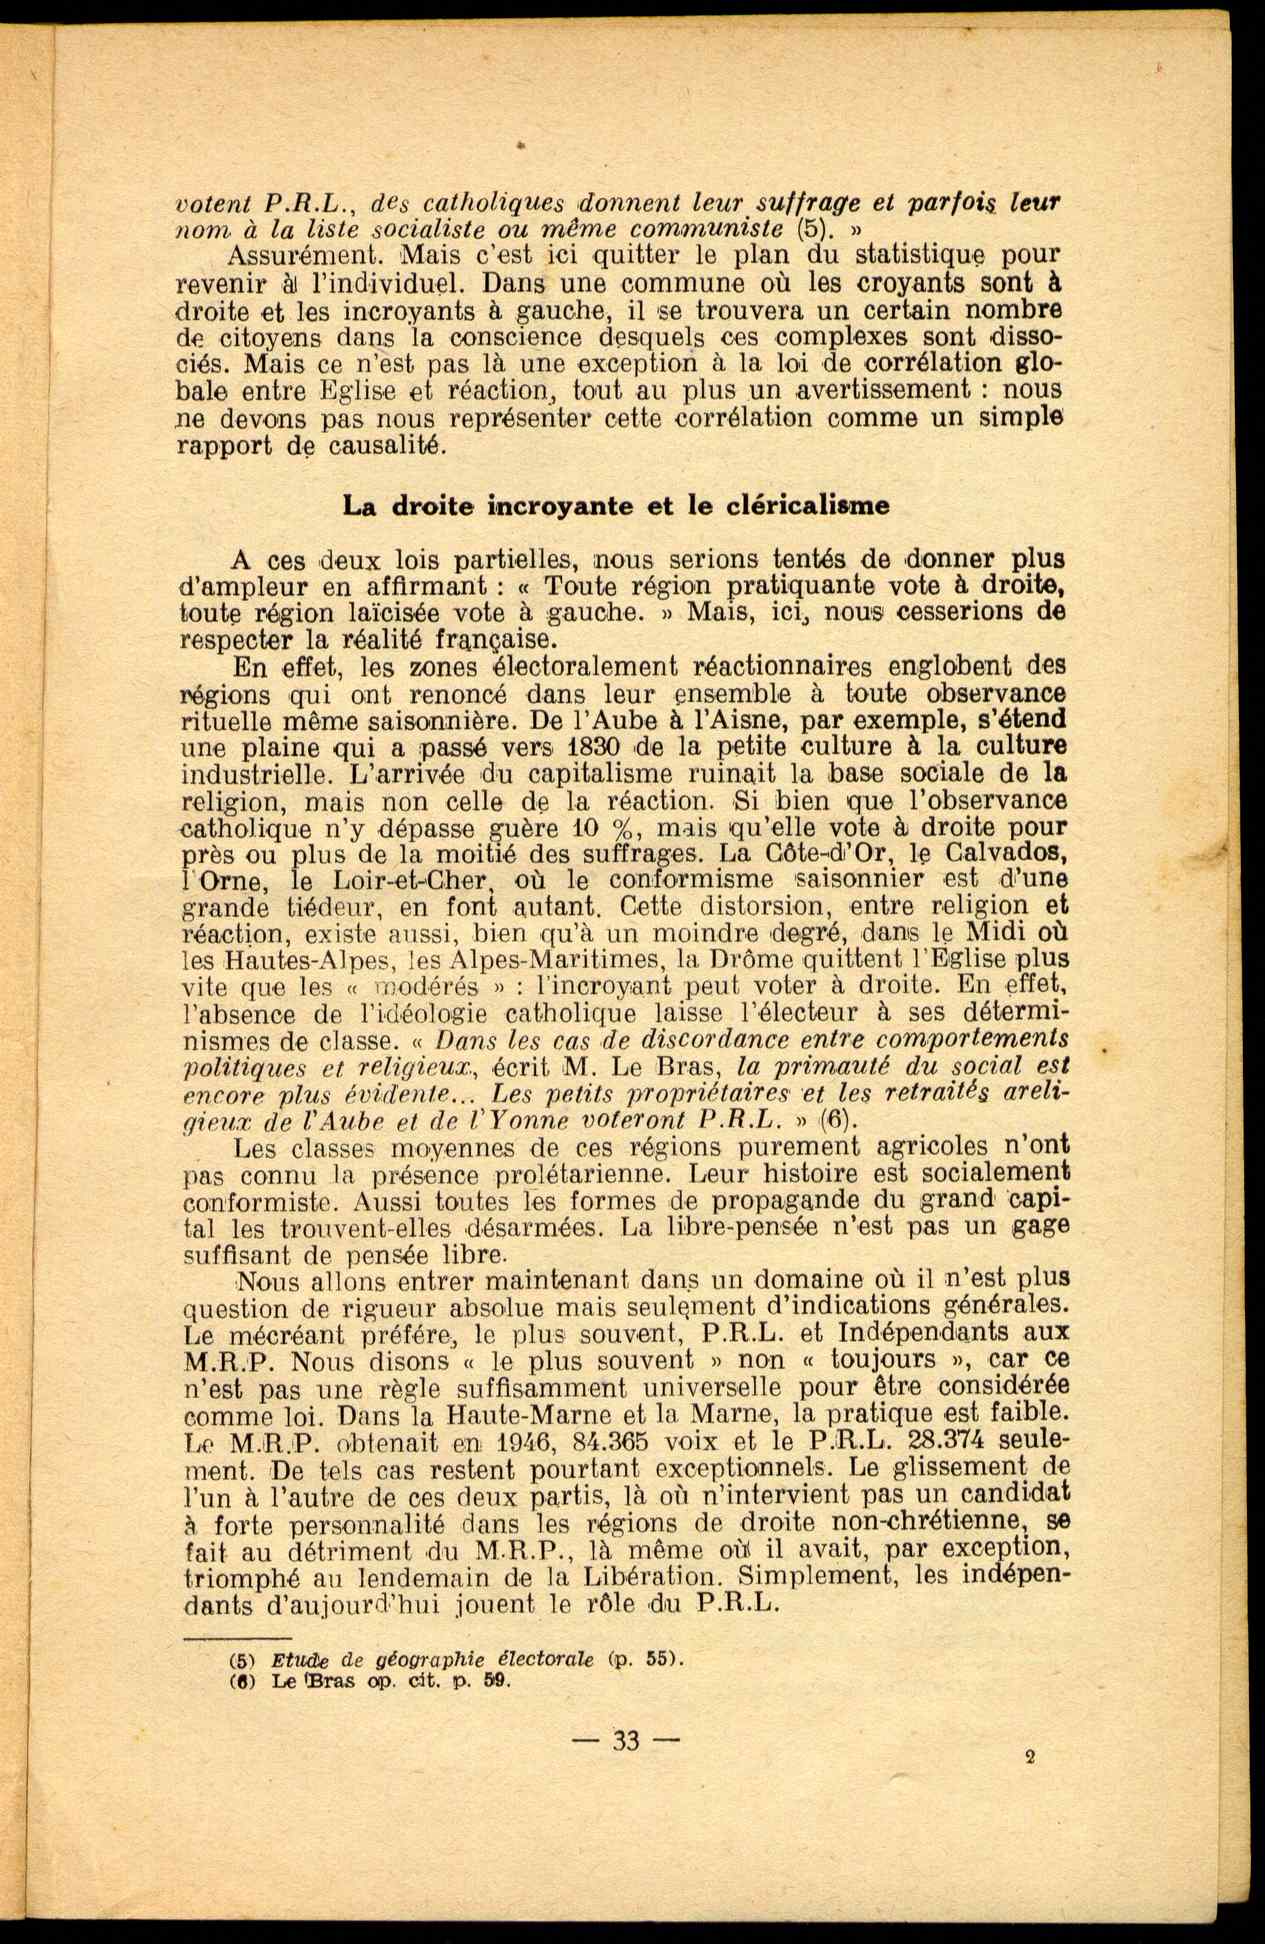 votent P.R.L., des catholiques donnent leur suffrage et parfois leur
nom à la liste socialiste ou même communiste (5). »
Assurément. Mais c'est ici quitter le plan du statistique pour
revenir à l'individuel. Dans une commune où les croyants sont à
droite et les incroyants à gauche, il se trouvera un certain nombre
de citoyens dans la conscience desquels ces complexes sont disso-
ciés. Mais ce n'est pas là une exception à la loi de corrélation glo-
bale entre Eglise et réaction, tout au plus un avertissement : nous
ne devons pas nous représenter cette corrélation comme un simple
rapport de causalité.
La droite incroyante et le cléricalisme
A ces deux lois partielles, nous serions tentés de donner plus
d'ampleur en affirmant : « Toute région pratiquante vote à droite,
toute région laïcisée vote à gauche. » Mais, ici, nous cesserions de
respecter la réalité française.
En effet, les zones électoralement réactionnaires englobent des
régions qui ont renoncé dans leur ensemble à toute observance
rituelle même saisonnière. De l'Aube à l'Aisne, par exemple, s'étend
une plaine qui a passé vers 1830 de la petite culture à la culture
industrielle. L'arrivée du capitalisme ruinait la base sociale de la
religion, mais non celle de la réaction. Si bien que l'observance
catholique n'y dépasse guère 10 %, mais qu'elle vote à droite pour
près ou plus de la moitié des suffrages. La Côte-d'Or, le Calvados,
l'Orne, le Loir-et-Cher, où le conformisme saisonnier est d'une
grande tiédeur, en font autant. Cette distorsion, entre religion et
réaction, existe aussi, bien qu'à un moindre degré, dans le Midi où
les Hautes-Alpes, les Alpes-Maritimes, la Drôme quittent l'Eglise plus
vite que les « modérés » : l'incroyant peut voter à droite. En effet,
l'absence de l'idéologie catholique laisse l'électeur à ses détermi-
nismes de classe. « Dans les cas de discordance entre comportements
politiques et religieux, écrit M. Le Bras, la primauté du social est
encore plus évidente... Les petits propriétaires et les retraités areli-
gieux de l'Aube et de l'Yonne voteront P.R.L. » (6).
Les classes moyennes de ces régions purement agricoles n'ont
pas connu la présence prolétarienne. Leur histoire est socialement
conformiste. Aussi toutes les formes de propagande du grand capi-
tal les trouvent-elles désarmées. La libre-pensée n'est pas un gage
suffisant de pensée libre.
Nous allons entrer maintenant dans un domaine où il n'est plus
question de rigueur absolue mais seulement d'indications générales.
Le mécréant préfére, le plus souvent, P.R.L. et Indépendants aux
M.R.P. Nous disons « le plus souvent » non « toujours », car ce
n'est pas une règle suffisamment universelle pour être considérée
comme loi. Dans la Haute-Marne et la Marne, la pratique est faible.
Le M.R.P. obtenait en 1946, 84.365 voix et le P.R.L. 28.374 seule-
ment. De tels cas restent pourtant exceptionnels. Le glissement de
l'un à l'autre de ces deux partis, là où n'intervient pas un candidat
à forte personnalité dans les régions de droite non-chrétienne, se
fait au détriment du M.R.P., là même où il avait, par exception,
triomphé au lendemain de la Libération. Simplement, les indépen-
dants d'aujourd'hui jouent le rôle du P.R.L.
(5) Etude de géographie électorale (p. 55).
(6) Le Bras op. cit. p. 59.
— 33 —
2